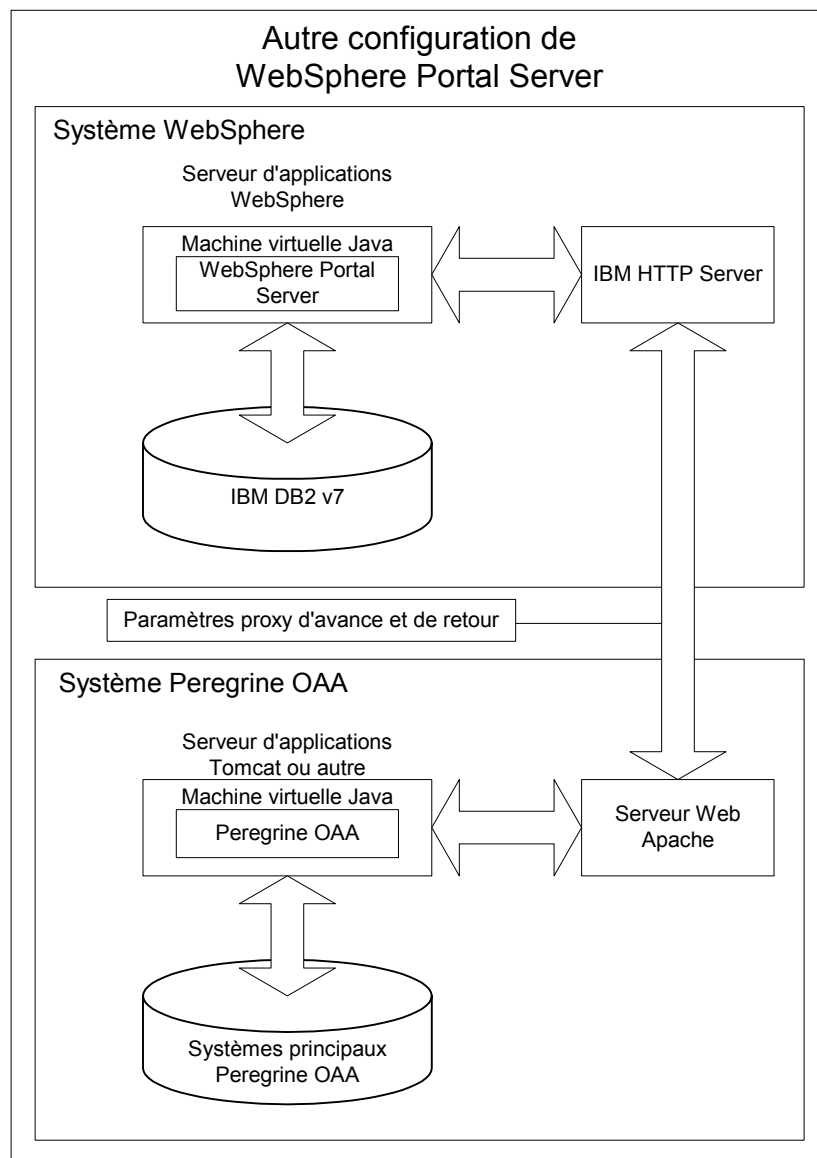 Autre configuration de
WebSphere Portal Server
Système WebSphere
Serveur d'applications
WebSphere
Machine virtuelle Java
WebSphere Portal
Server
IBM HTTP Server
IBM DB2 v7
Paramètres proxy d'avance et de retour
Système Peregrine OAA
Serveur d'applications
Tomcat ou autre
Machine virtuelle Java
Peregrine OAA
Serveur Web
Apache
Systèmes principaux
Peregrine OAA